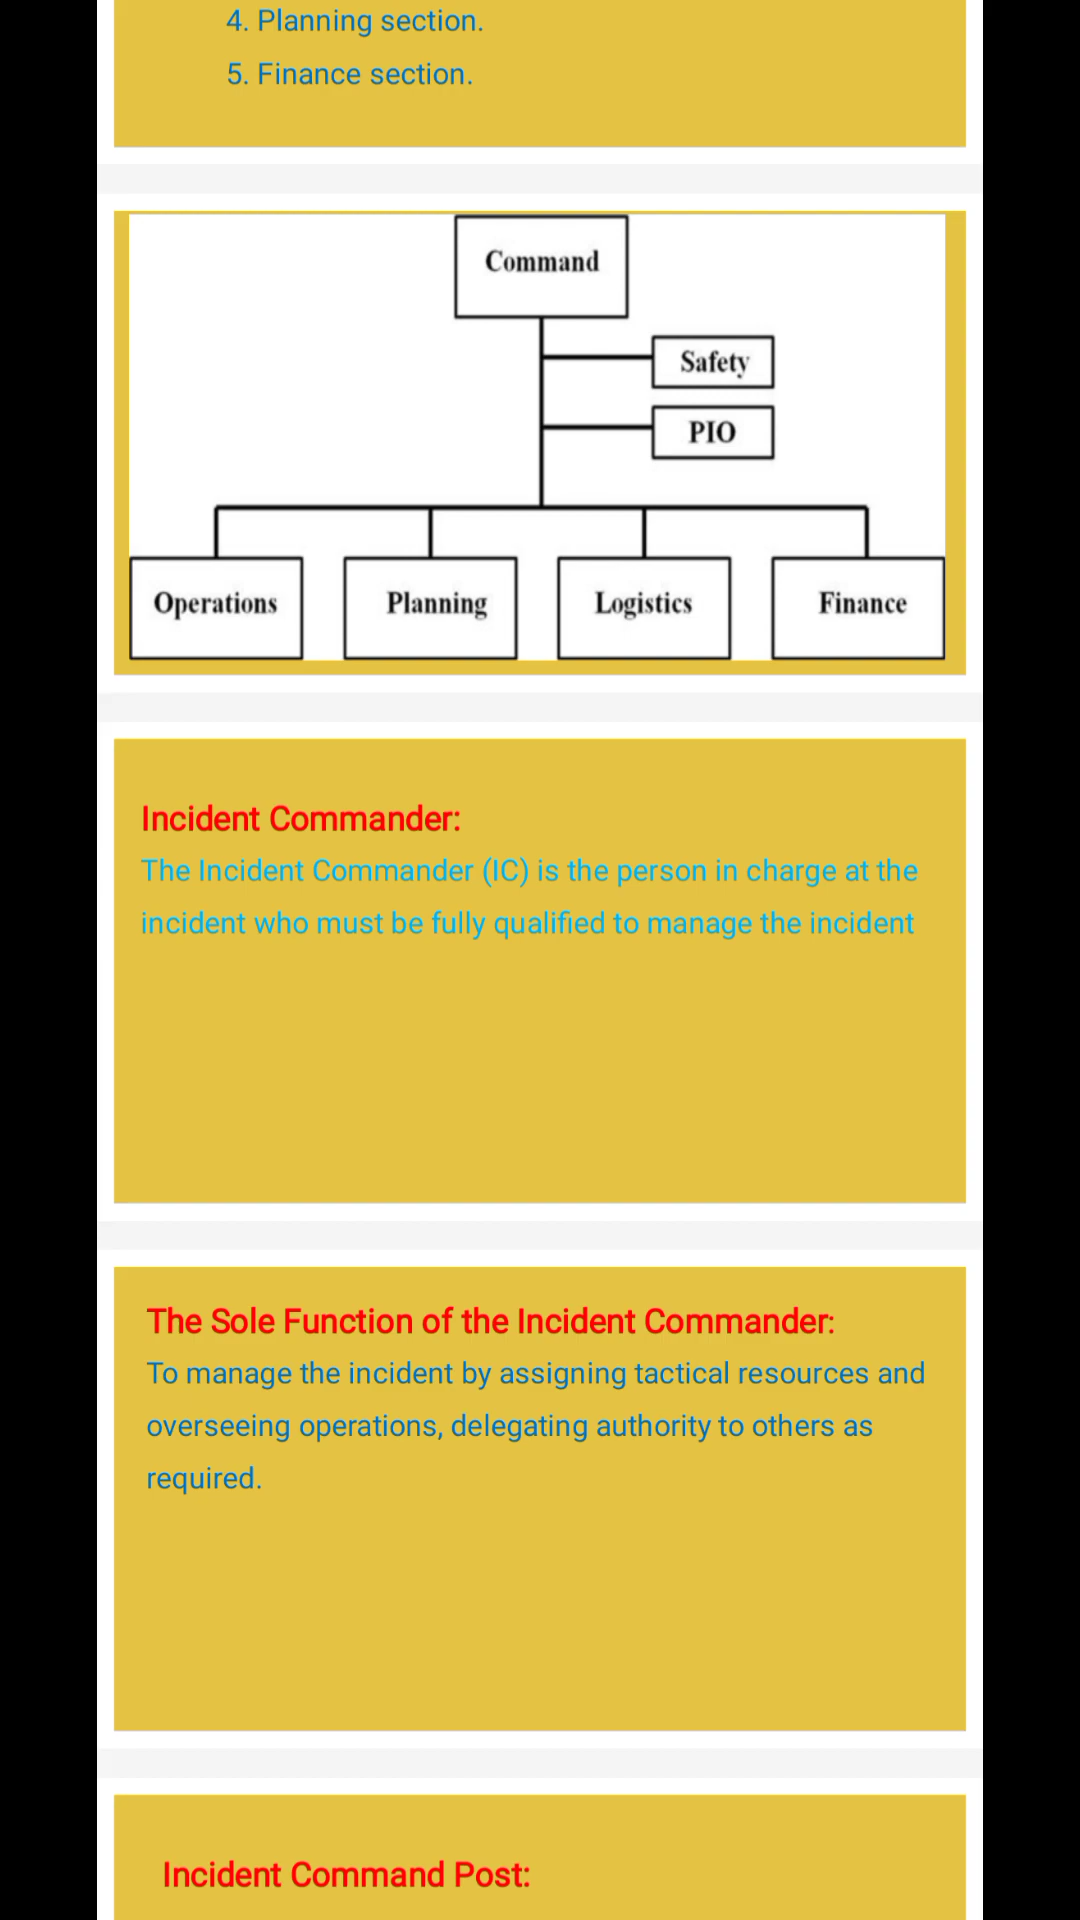 4. Planning section.
5. Finance section.
Command
Safety
PIO
Operations
Planning
Logistics
Finance
Incident Commander:
The Incident Commander (IC) is the person in charge at the
incident who must be fully qualified to manage the incident
The Sole Function of the Incident Commander:
To manage the incident by assigning tactical resources and
overseeing operations, delegating authority to others as
required.
Incident Command Post: